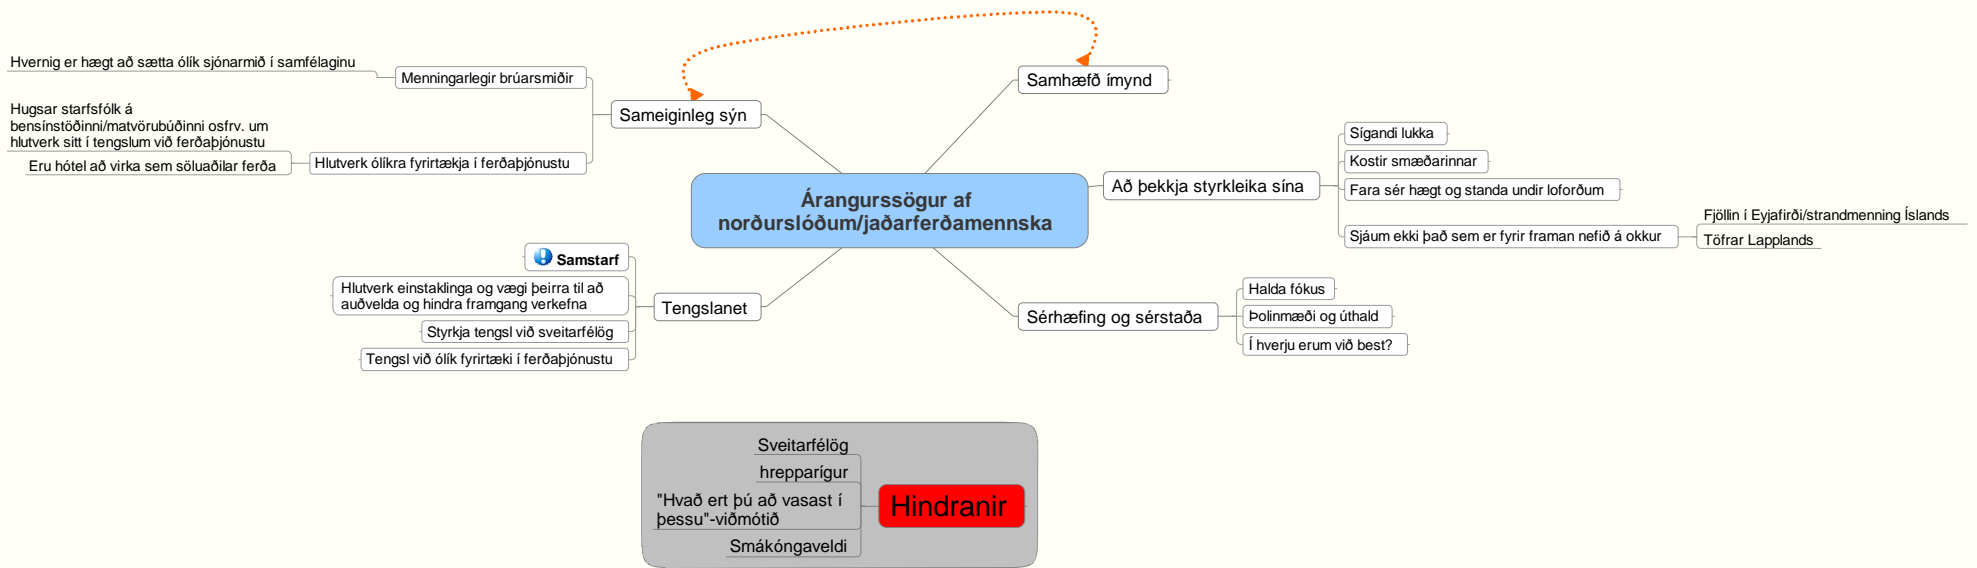 Hvernig er hægt að sætta ólík sjónarmið í samfélaginu
Menningarlegir brúarsmiðir
Hugsar starfsfólk á
bensínstöðinni/matvörubúðinni osfrv. um
hlutverk sitt í tengslum við ferðaþjónustu
Eru hótel að virka sem söluaðilar ferða
Hlutverk ólíkra fyrirtækja í ferðaþjónustu
Sameiginleg sýn
Samhæfð ímynd
Árangurssögur af
norðurslóðum/jaðarferðamennska
Að þekkja styrkleika sína
Sígandi lukka
Kostir smæðarinnar
Fara sér hægt og standa undir loforðum
Sjáum ekki það sem er fyrir framan nefið á okkur
Fjöllin í Eyjafirði/strandmenning Íslands
Töfrar Lapplands
Samstarf
Hlutverk einstaklinga og vægi þeirra til að
auðvelda og hindra framgang verkefna
Styrkja tengsl við sveitarfélög
Tengsl við ólík fyrirtæki í ferðaþjónustu
Tengslanet
Sérhæfing og sérstaða
Halda fókus
Þolinmæði og úthald
Í hverju erum við best?
Sveitarfélög
hrepparígur
"Hvað ert þú að vasast í
þessu"-viðmótið
Smákóngaveldi
Hindranir